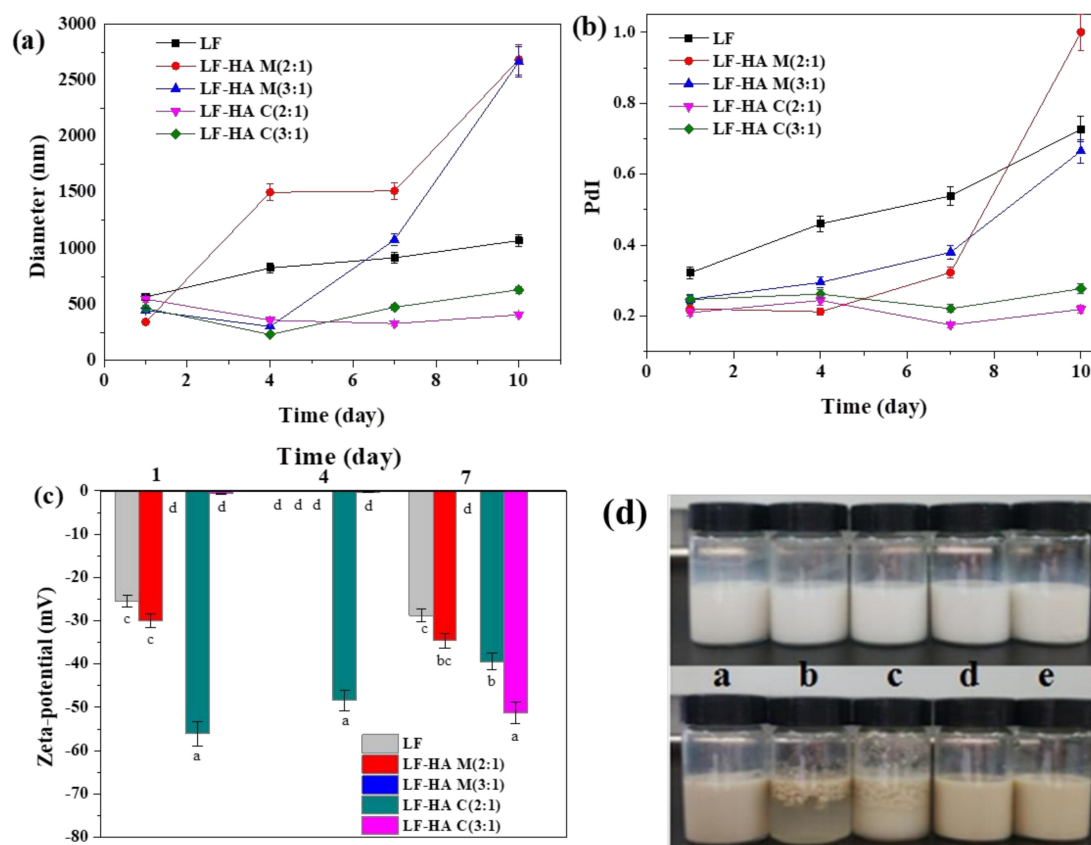 (a)
3000
2500
2000
1500
1000
500
0
Diameter (nm)
LF
LF-HA M(2:1)
LF-HA M(3:1)
LF-HA C(2:1)
LF-HA C(3:1)
0 2 4 6 8 10
Time (day)
(b)
1.0
0.8
0.6
0.4
0.2
PdI
LF
LF-HA M(2:1)
LF-HA M(3:1)
LF-HA C(2:1)
LF-HA C(3:1)
0 2 4 6 8 10
Time (day)
(c)
Time (day)
1 4 7
0
-10
-20
-30
-40
-50
-60
-70
-80
Zeta-potential (mV)
d d d d d d d
c c c bc b
a a a
LF
LF-HA M(2:1)
LF-HA M(3:1)
LF-HA C(2:1)
LF-HA C(3:1)
(d)
a b c d e